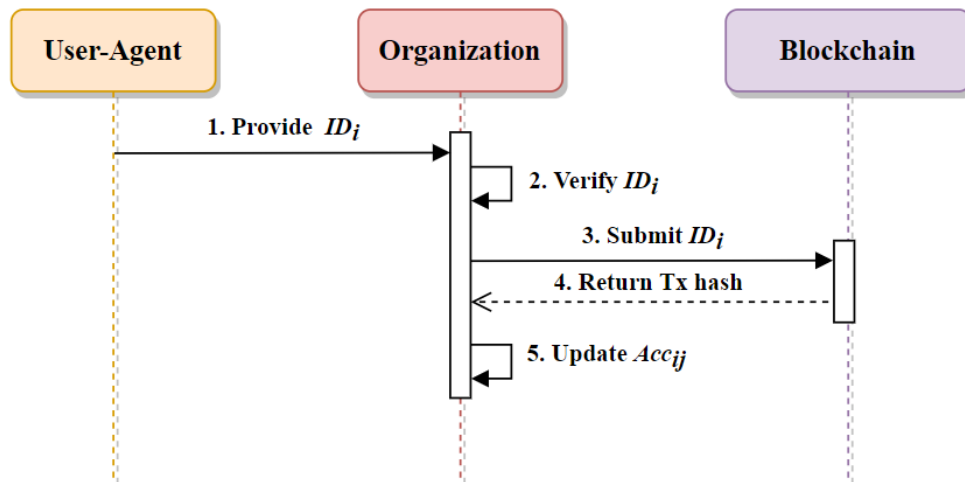 User-Agent
Organization
Blockchain
1. Provide IDi
2. Verify IDi
3. Submit IDi
4. Return Tx hash
5. Update Accij